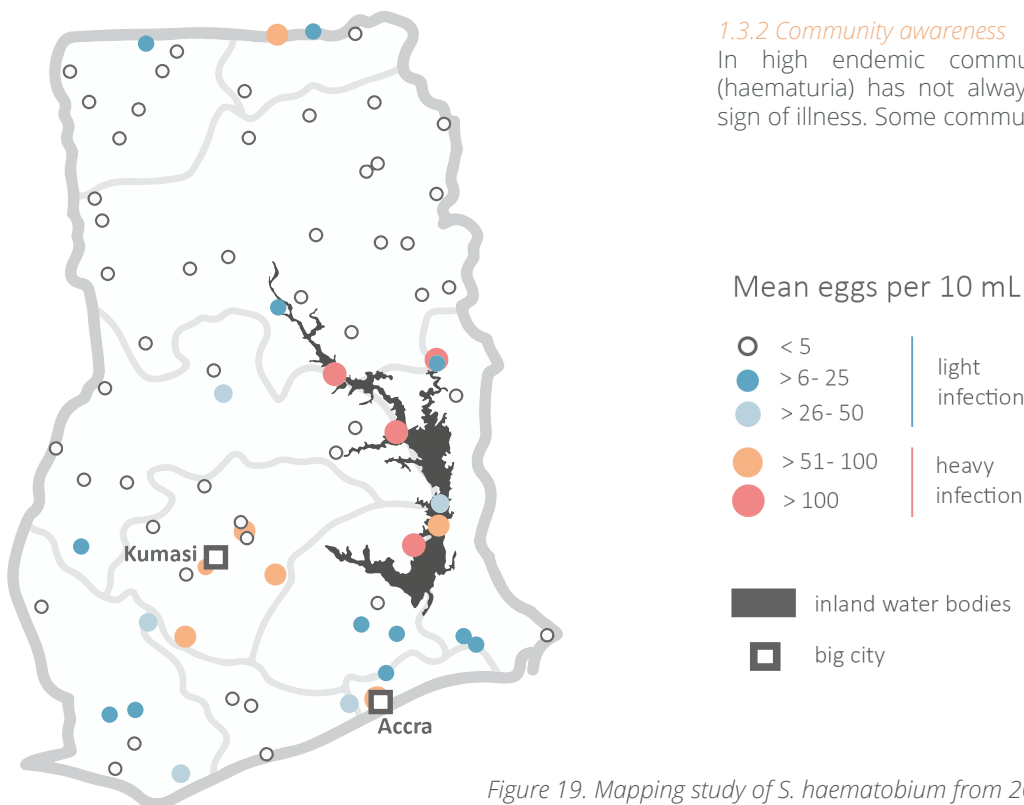 1.3.2 Community awareness
In high endemic commu
(haematuria) has not alway
sign of illness. Some commu
Mean eggs per 10 mL
< 5
> 6- 25
> 26- 50
light
infection
> 51- 100
> 100
heavy
infection
inland water bodies
big city
Kumasi
Accra
Figure 19. Mapping study of S. haematobium from 20